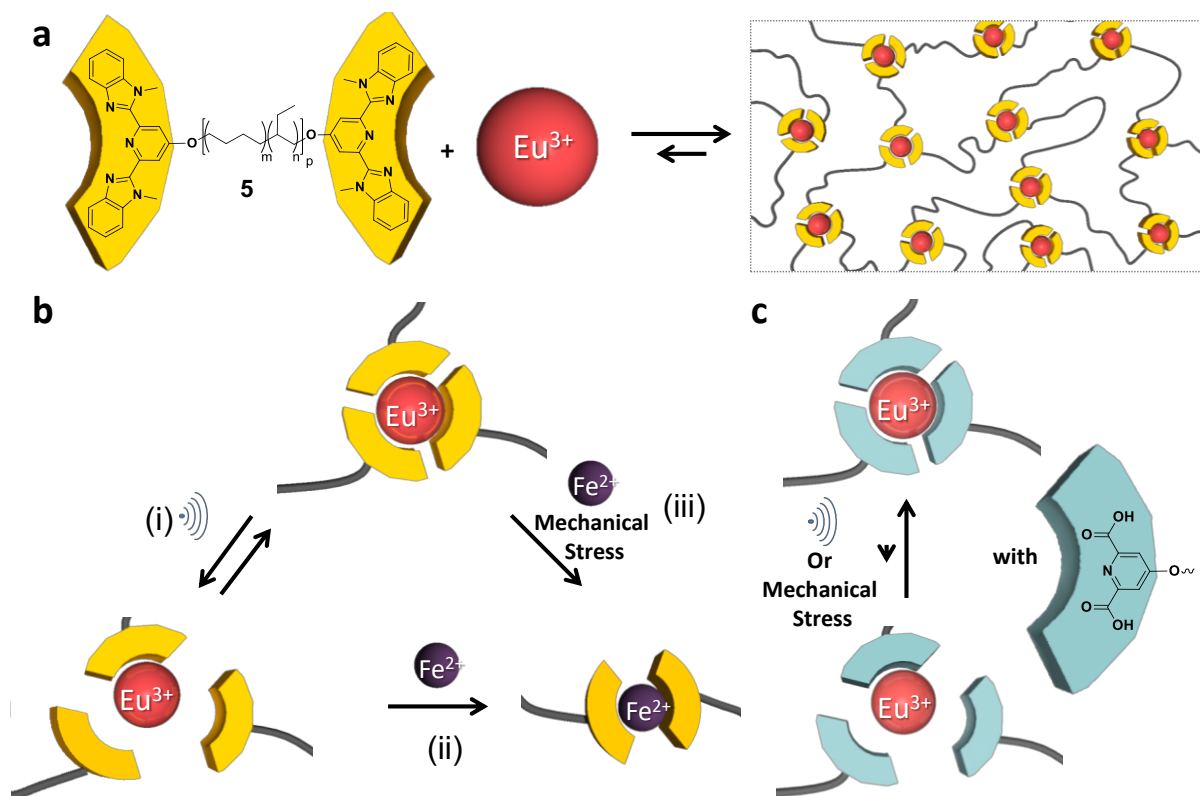 a
N
N
N
N
N
O
m
n
p
O
N
N
N
N
N
5
+
Eu3+
b
Eu3+
(i)
Fe2+
Mechanical
Stress
(iii)
Eu3+
Fe2+
(ii)
Fe2+
c
Eu3+
Or
Mechanical
Stress
with
O
OH
N
O
O
OH
Eu3+